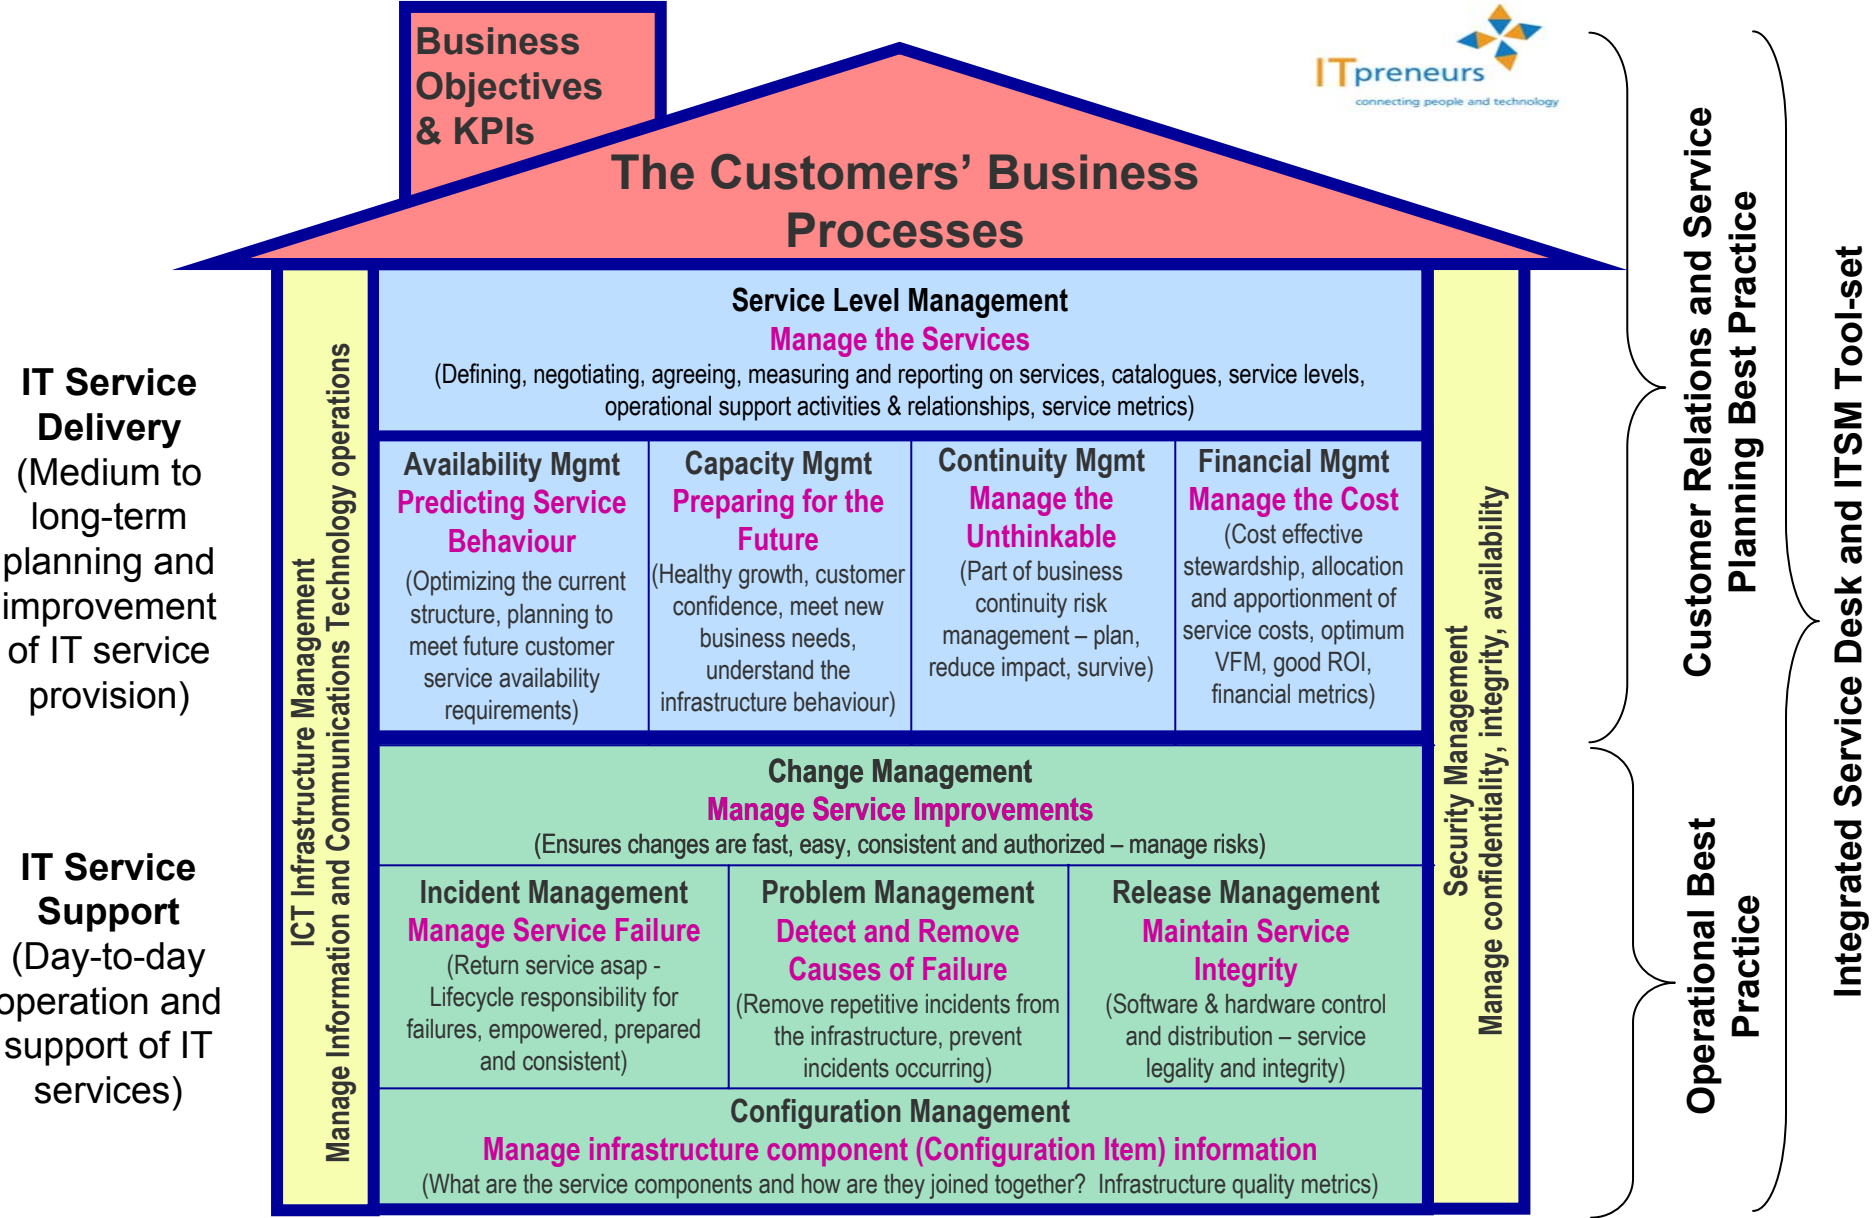 Business
Objectives
& KPIs
The Customers’ Business
Processes
ITpreneurs
connecting people and technology
IT Service
Delivery
(Medium to
long-term
planning and
improvement
of IT service
provision)
IT Service
Support
(Day-to-day
operation and
support of IT
services)
ICT Infrastructure Management
Manage Information and Communications Technology operations
Service Level Management
Manage the Services
(Defining, negotiating, agreeing, measuring and reporting on services, catalogues, service levels,
operational support activities & relationships, service metrics)
Availability Mgmt
Predicting Service
Behaviour
(Optimizing the current
structure, planning to
meet future customer
service availability
requirements)
Capacity Mgmt
Preparing for the
Future
(Healthy growth, customer
confidence, meet new
business needs,
understand the
infrastructure behaviour)
Continuity Mgmt
Manage the
Unthinkable
(Part of business
continuity risk
management – plan,
reduce impact, survive)
Financial Mgmt
Manage the Cost
(Cost effective
stewardship, allocation
and apportionment of
service costs, optimum
VFM, good ROI,
financial metrics)
Change Management
Manage Service Improvements
(Ensures changes are fast, easy, consistent and authorized – manage risks)
Incident Management
Manage Service Failure
(Return service asap -
Lifecycle responsibility for
failures, empowered, prepared
and consistent)
Problem Management
Detect and Remove
Causes of Failure
(Remove repetitive incidents from
the infrastructure, prevent
incidents occurring)
Release Management
Maintain Service
Integrity
(Software & hardware control
and distribution – service
legality and integrity)
Configuration Management
Manage infrastructure component (Configuration Item) information
(What are the service components and how are they joined together?  Infrastructure quality metrics)
Security Management
Manage confidentiality, integrity, availability
Customer Relations and Service
Planning Best Practice
Operational Best
Practice
Integrated Service Desk and ITSM Tool-set